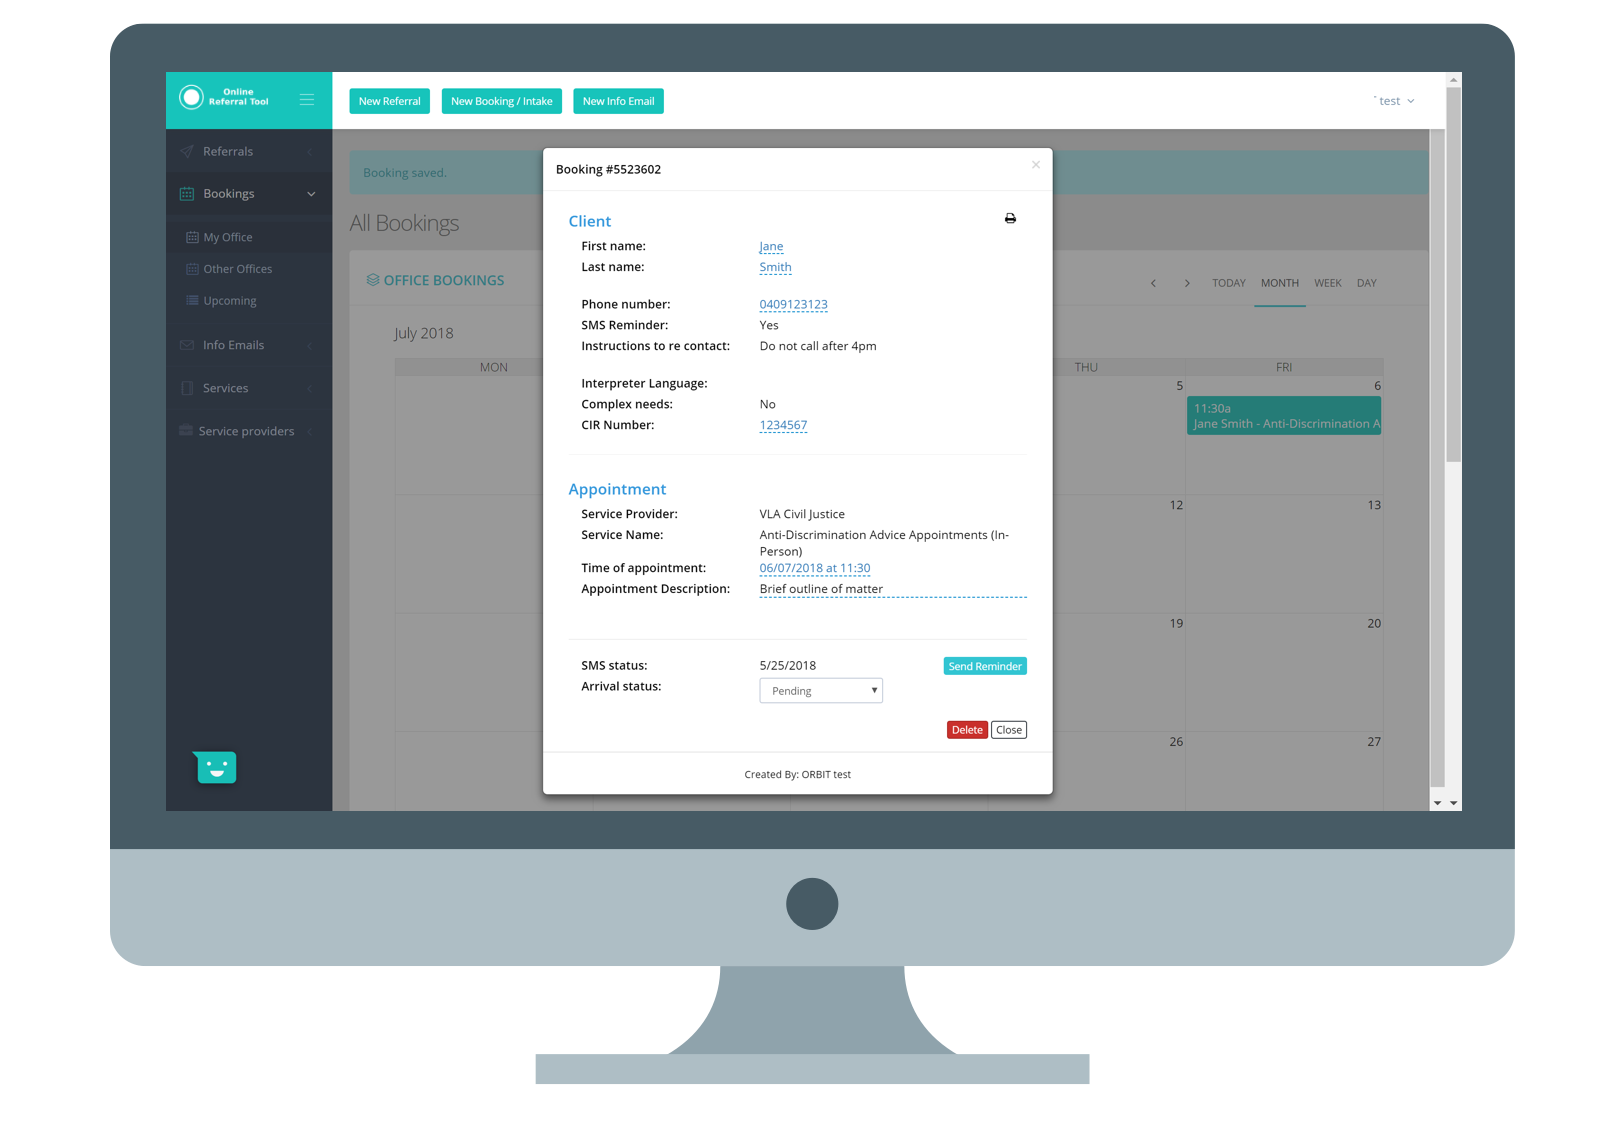 Online
Referral Tool
New Referral
New Booking / Intake
New Info Email
test
Referrals
Bookings
My Office
Other Offices
Upcoming
Info Emails
Services
Service providers
Booking saved.
All Bookings
OFFICE BOOKINGS
TODAY
MONTH
WEEK
DAY
July 2018
MON
THU
FRI
5
6
11:30a
Jane Smith - Anti-Discrimination A
12
13
19
20
26
27
Booking #5523602
×
Client
First name: Jane
Last name: Smith
Phone number: 0409123123
SMS Reminder: Yes
Instructions to re contact: Do not call after 4pm
Interpreter Language:
Complex needs: No
CIR Number: 1234567
Appointment
Service Provider: VLA Civil Justice
Service Name: Anti-Discrimination Advice Appointments (In-
Person)
Time of appointment: 06/07/2018 at 11:30
Appointment Description: Brief outline of matter
SMS status: 5/25/2018 Send Reminder
Arrival status: Pending
Delete Close
Created By: ORBIT test